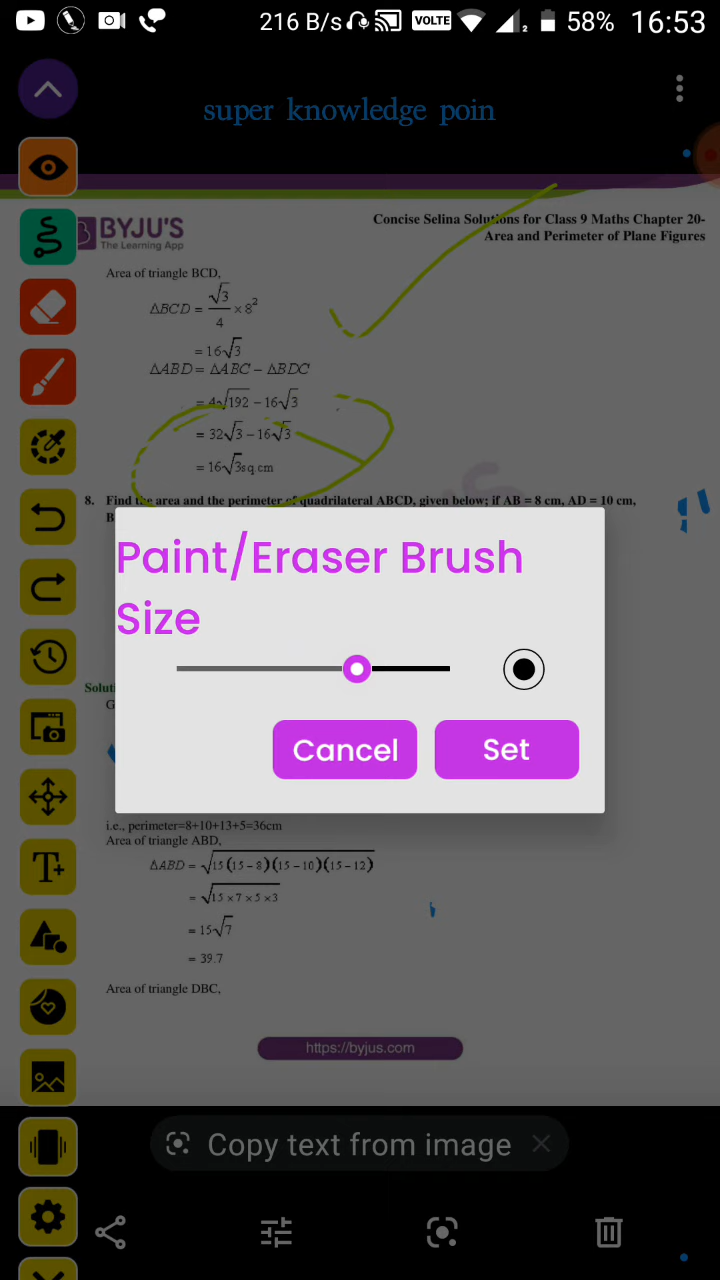 216 B/s VOLTE 2 58% 16:53
super knowledge poin
BYJU'S
The Learning App
Concise Selina Solutions for Class 9 Maths Chapter 20-
Area and Perimeter of Plane Figures
Area of triangle BCD,
ΔBCD = √3/4 × 8²
= 16√3
ΔABD = ΔABC − ΔBDC
= 4√192 − 16√3
= 32√3 − 16√3
= 16√3sq.cm
8. Find the area and the perimeter of quadrilateral ABCD, given below; if AB = 8 cm, AD = 10 cm,
B
Paint/Eraser Brush
Size
Cancel Set
Soluti
G
i.e., perimeter=8+10+13+5=36cm
Area of triangle ABD,
ΔABD = √15(15−8)(15−10)(15−12)
= √15×7×5×3
= 15√7
= 39.7
Area of triangle DBC,
https://byjus.com
T+
Copy text from image